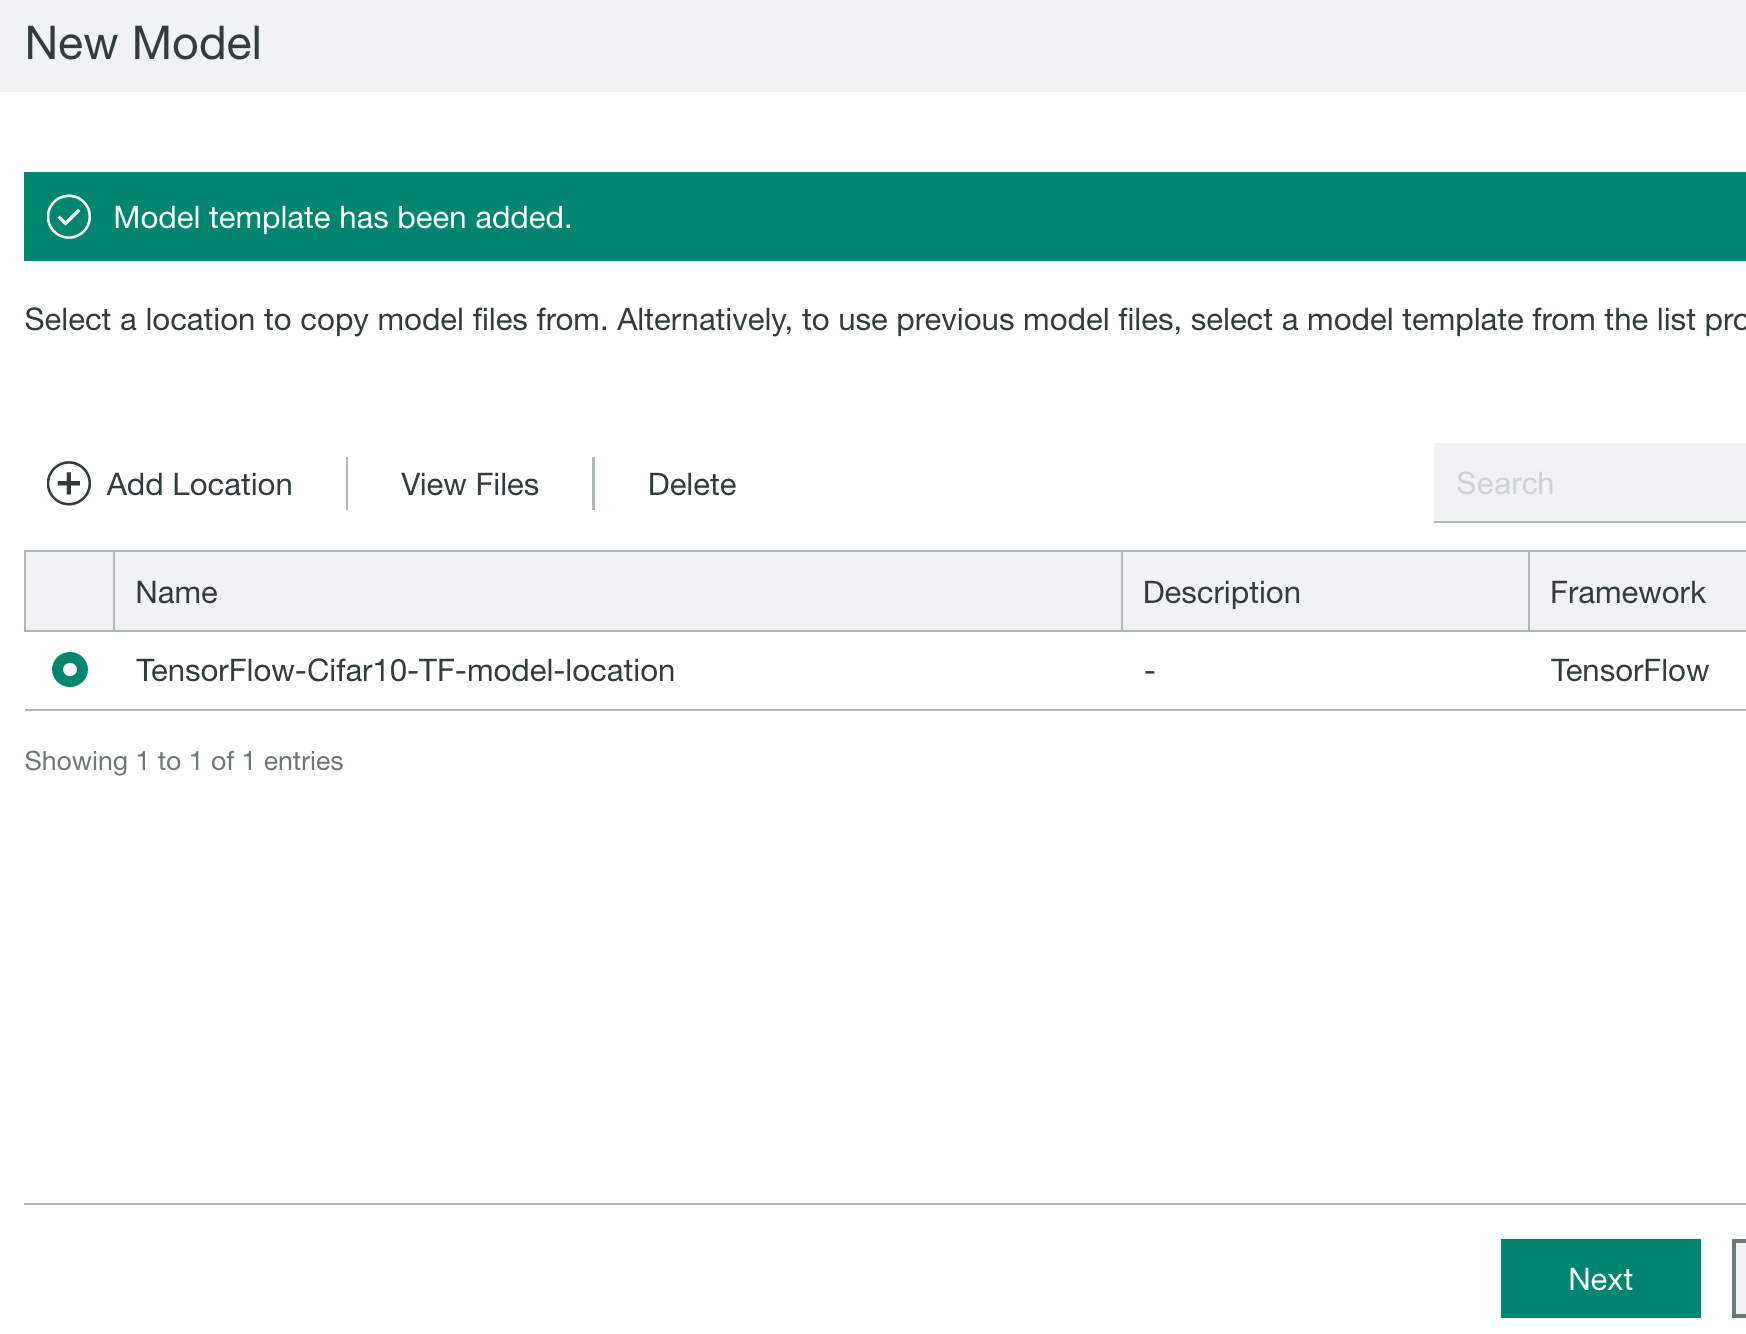 New Model
Model template has been added.
Select a location to copy model files from. Alternatively, to use previous model files, select a model template from the list
Add Location View Files Delete Search
Name Description Framework
TensorFlow-Cifar10-TF-model-location - TensorFlow
Showing 1 to 1 of 1 entries
Next